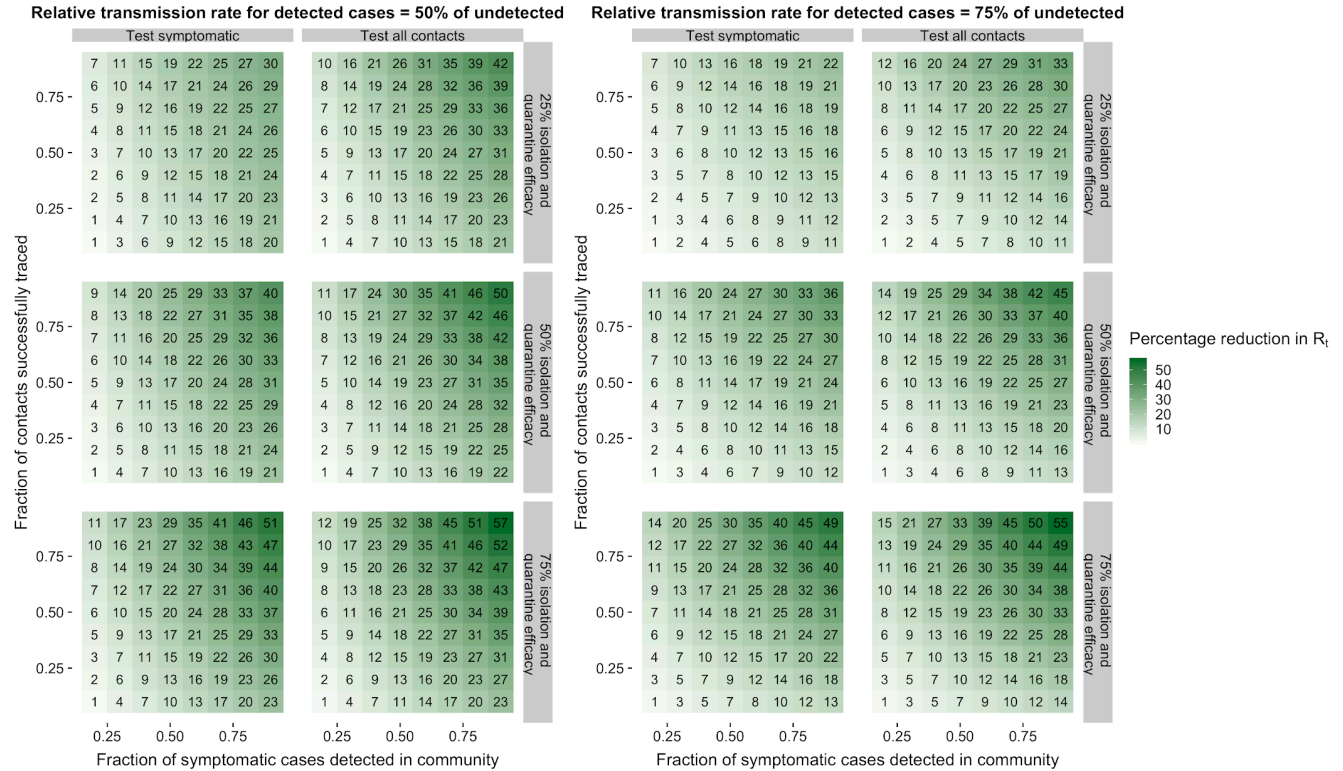 Relative transmission rate for detected cases = 50% of undetected
Test symptomatic
Test all contacts
Fraction of contacts successfully traced
0.75
0.50
0.25
7 11 15 19 22 25 27 30
6 10 14 17 21 24 26 29
5 9 12 16 19 22 25 27
4 8 11 15 18 21 24 26
3 7 10 13 17 20 22 25
2 6 9 12 15 18 21 24
2 5 8 11 14 17 20 23
1 4 7 10 13 16 19 21
1 3 6 9 12 15 18 20
10 16 21 26 31 35 39 42
8 14 19 24 28 32 36 39
7 12 17 21 25 29 33 36
6 10 15 19 23 26 30 33
5 9 13 17 20 24 27 31
4 7 11 15 18 22 25 28
3 6 10 13 16 19 23 26
2 5 8 11 14 17 20 23
1 4 7 10 13 15 18 21
25% isolation and
quarantine efficacy
0.75
0.50
0.25
9 14 20 25 29 33 37 40
8 13 18 22 27 31 35 38
7 11 16 20 25 29 32 36
6 10 14 18 22 26 30 33
5 9 13 17 20 24 28 31
4 7 11 15 18 22 25 29
3 6 10 13 16 20 23 26
2 5 8 11 15 18 21 24
1 4 7 10 13 16 19 21
11 17 24 30 35 41 46 50
10 15 21 27 32 37 42 46
8 13 19 24 29 33 38 42
7 12 16 21 26 30 34 38
5 10 14 19 23 27 31 35
4 8 12 16 20 24 28 32
3 7 11 14 18 21 25 28
2 5 9 12 15 19 22 25
1 4 7 10 13 16 19 22
50% isolation and
quarantine efficacy
0.75
0.50
0.25
11 17 23 29 35 41 46 51
10 16 21 27 32 38 43 47
8 14 19 24 30 34 39 44
7 12 17 22 27 31 36 40
6 10 15 20 24 28 33 37
5 9 13 17 21 25 29 33
3 7 11 15 19 22 26 30
2 6 9 13 16 19 23 26
1 4 7 10 13 17 20 23
12 19 25 32 38 45 51 57
10 17 23 29 35 41 46 52
9 15 20 26 32 37 42 47
8 13 18 23 28 33 38 43
6 11 16 21 25 30 34 39
5 9 14 18 22 27 31 35
4 8 12 15 19 23 27 31
2 6 9 13 16 20 23 27
1 4 7 11 14 17 20 23
75% isolation and
quarantine efficacy
0.25 0.50 0.75
0.25 0.50 0.75
Fraction of symptomatic cases detected in community
Relative transmission rate for detected cases = 75% of undetected
Test symptomatic
Test all contacts
Fraction of contacts successfully traced
0.75
0.50
0.25
7 10 13 16 18 19 21 22
6 9 12 14 16 18 19 21
5 8 10 12 14 16 18 19
4 7 9 11 13 15 16 18
3 6 8 10 12 13 15 16
3 5 7 8 10 12 13 15
2 4 5 7 9 10 12 13
1 3 4 6 8 9 11 12
1 2 4 5 6 8 9 11
12 16 20 24 27 29 31 33
10 13 17 20 23 26 28 30
8 11 14 17 20 22 25 27
6 9 12 15 17 20 22 24
5 8 10 13 15 17 19 21
4 6 8 11 13 15 17 19
3 5 7 9 11 12 14 16
2 3 5 7 9 10 12 14
1 2 4 5 7 8 10 11
25% isolation and
quarantine efficacy
0.75
0.50
0.25
11 16 20 24 27 30 33 36
10 14 17 21 24 27 30 33
8 12 15 19 22 25 27 30
7 10 13 16 19 22 24 27
6 8 11 14 17 19 21 24
4 7 9 12 14 16 19 21
3 5 8 10 12 14 16 18
2 4 6 8 10 11 13 15
1 3 4 6 7 9 10 12
14 19 25 29 34 38 42 45
12 17 21 26 30 33 37 40
10 14 18 22 26 29 33 36
8 12 15 19 22 25 28 31
6 10 13 16 19 22 25 27
5 8 11 13 16 19 21 23
4 6 8 11 13 15 18 20
2 4 6 8 10 12 14 16
1 3 4 6 8 9 11 13
50% isolation and
quarantine efficacy
0.75
0.50
0.25
14 20 25 30 35 40 45 49
12 17 22 27 32 36 40 44
11 15 20 24 28 32 36 40
9 13 17 21 25 28 32 36
7 11 14 18 21 25 28 31
6 9 12 15 18 21 24 27
4 7 10 12 15 17 20 22
3 5 7 9 12 14 16 18
1 3 5 7 8 10 12 13
15 21 27 33 39 45 50 55
13 19 24 29 35 40 44 49
11 16 21 26 30 35 39 44
10 14 18 22 26 30 34 38
8 12 15 19 23 26 30 33
6 9 13 16 19 22 25 28
5 7 10 13 15 18 21 23
3 5 7 10 12 14 16 18
1 3 5 7 9 10 12 14
75% isolation and
quarantine efficacy
0.25 0.50 0.75
0.25 0.50 0.75
Fraction of symptomatic cases detected in community
Percentage reduction in Rt
50
40
30
20
10